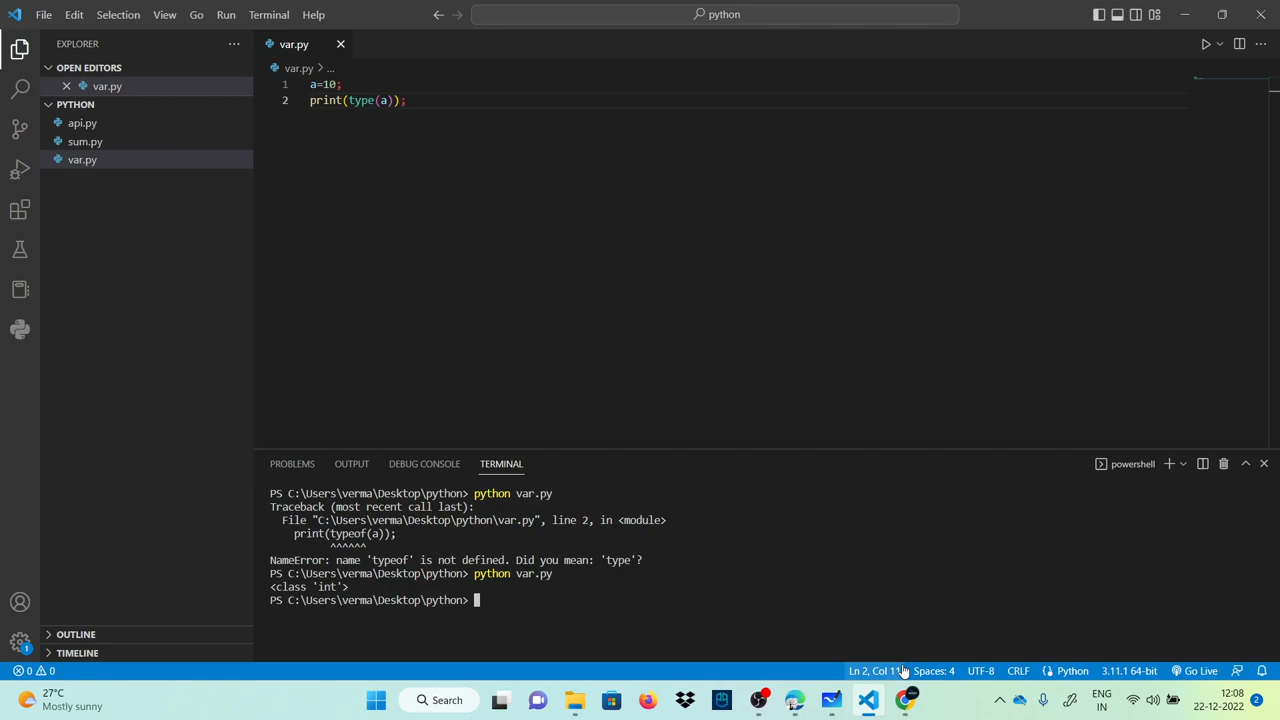 File Edit Selection View Go Run Terminal Help
python
EXPLORER
OPEN EDITORS
var.py
PYTHON
api.py
sum.py
var.py
OUTLINE
TIMELINE
var.py
var.py > ...
1 a=10;
2 print(type(a));
PROBLEMS OUTPUT DEBUG CONSOLE TERMINAL
powershell
PS C:\Users\verma\Desktop\python> python var.py
Traceback (most recent call last):
File "C:\Users\verma\Desktop\python\var.py", line 2, in <module>
print(typeof(a));
^^^^^^
NameError: name 'typeof' is not defined. Did you mean: 'type'?
PS C:\Users\verma\Desktop\python> python var.py
<class 'int'>
PS C:\Users\verma\Desktop\python>
1
0 0
Ln 2, Col 11 Spaces: 4 UTF-8 CRLF Python 3.11.1 64-bit Go Live
27°C
Mostly sunny
Search
ENG
IN
12:08
22-12-2022
2